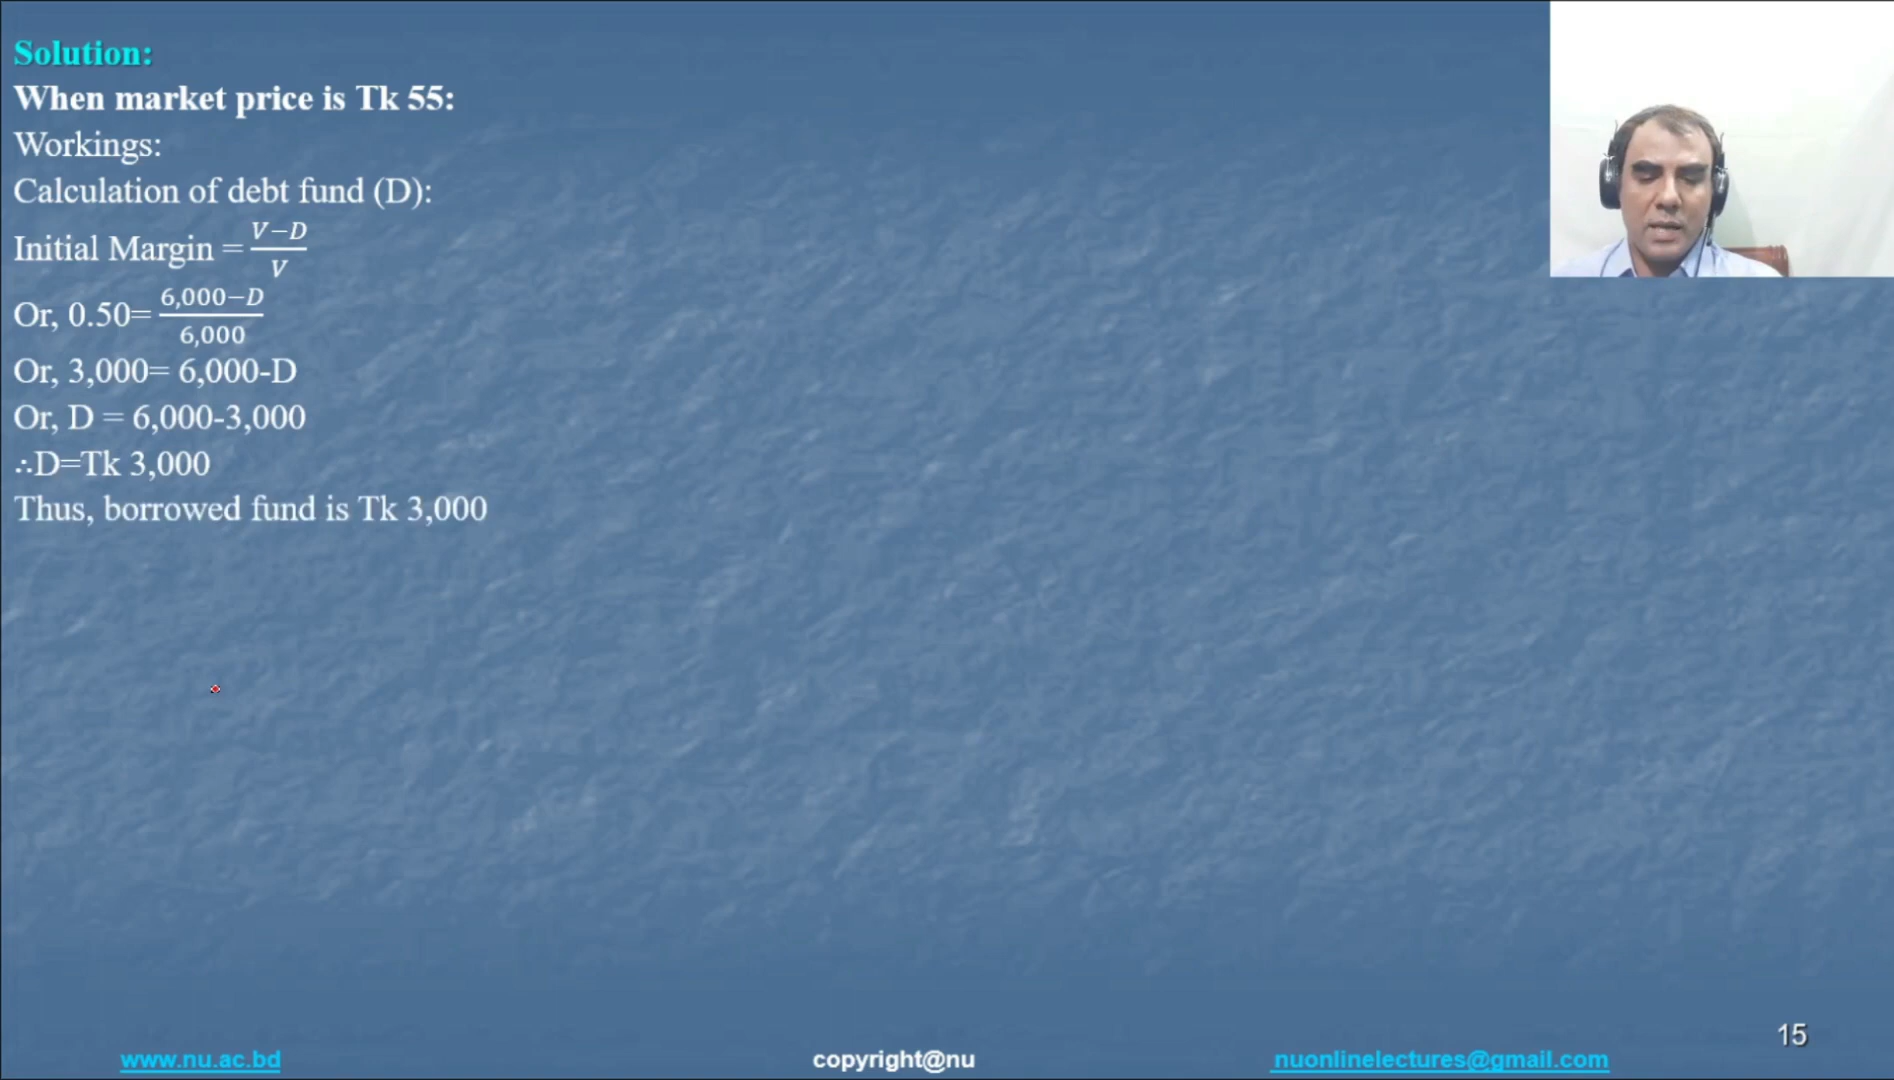 Solution:
When market price is Tk 55:
Workings:
Calculation of debt fund (D):
Initial Margin = \frac{V−D}{V}
Or, 0.50= \frac{6,000−D}{6,000}
Or, 3,000= 6,000-D
Or, D = 6,000-3,000
∴D=Tk 3,000
Thus, borrowed fund is Tk 3,000
15
www.nu.ac.bd
copyright@nu
nuonlinelectures@gmail.com